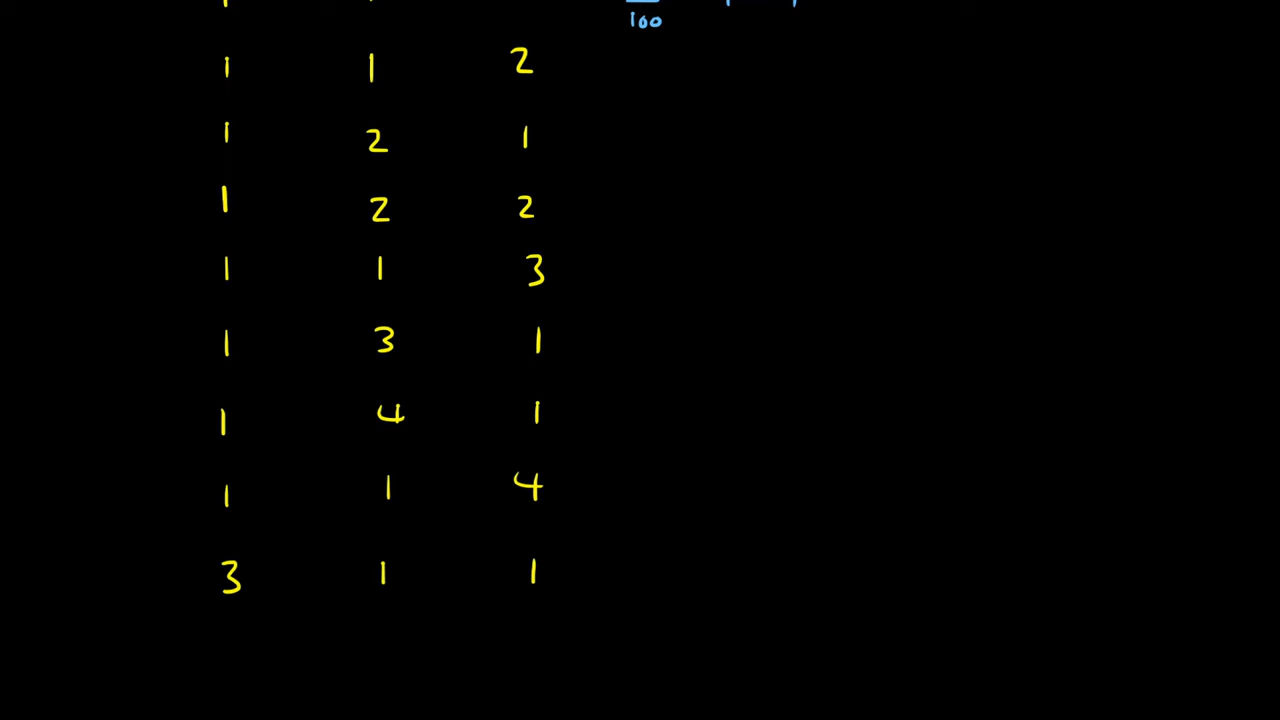 100
1 1 2
1 2 1
1 2 2
1 1 3
1 3 1
1 4 1
1 1 4
3 1 1